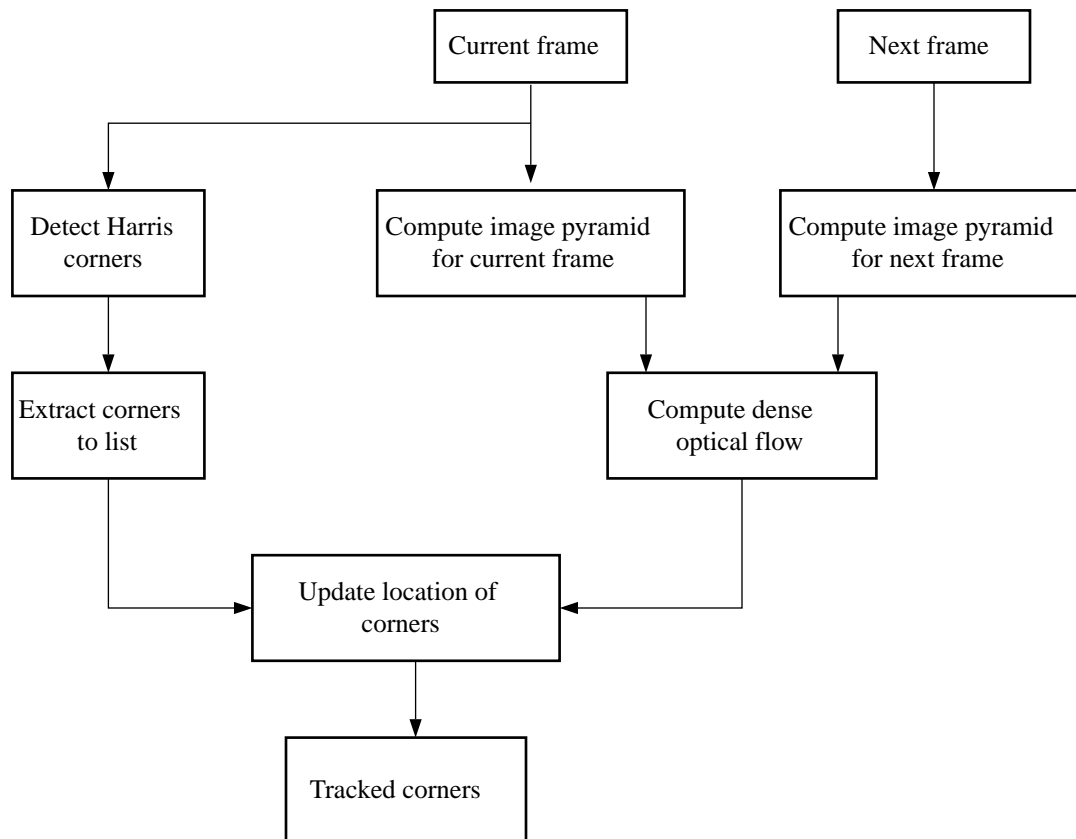 Current frame
Next frame
Detect Harris
corners
Compute image pyramid
for current frame
Compute image pyramid
for next frame
Extract corners
to list
Compute dense
optical flow
Update location of
corners
Tracked corners